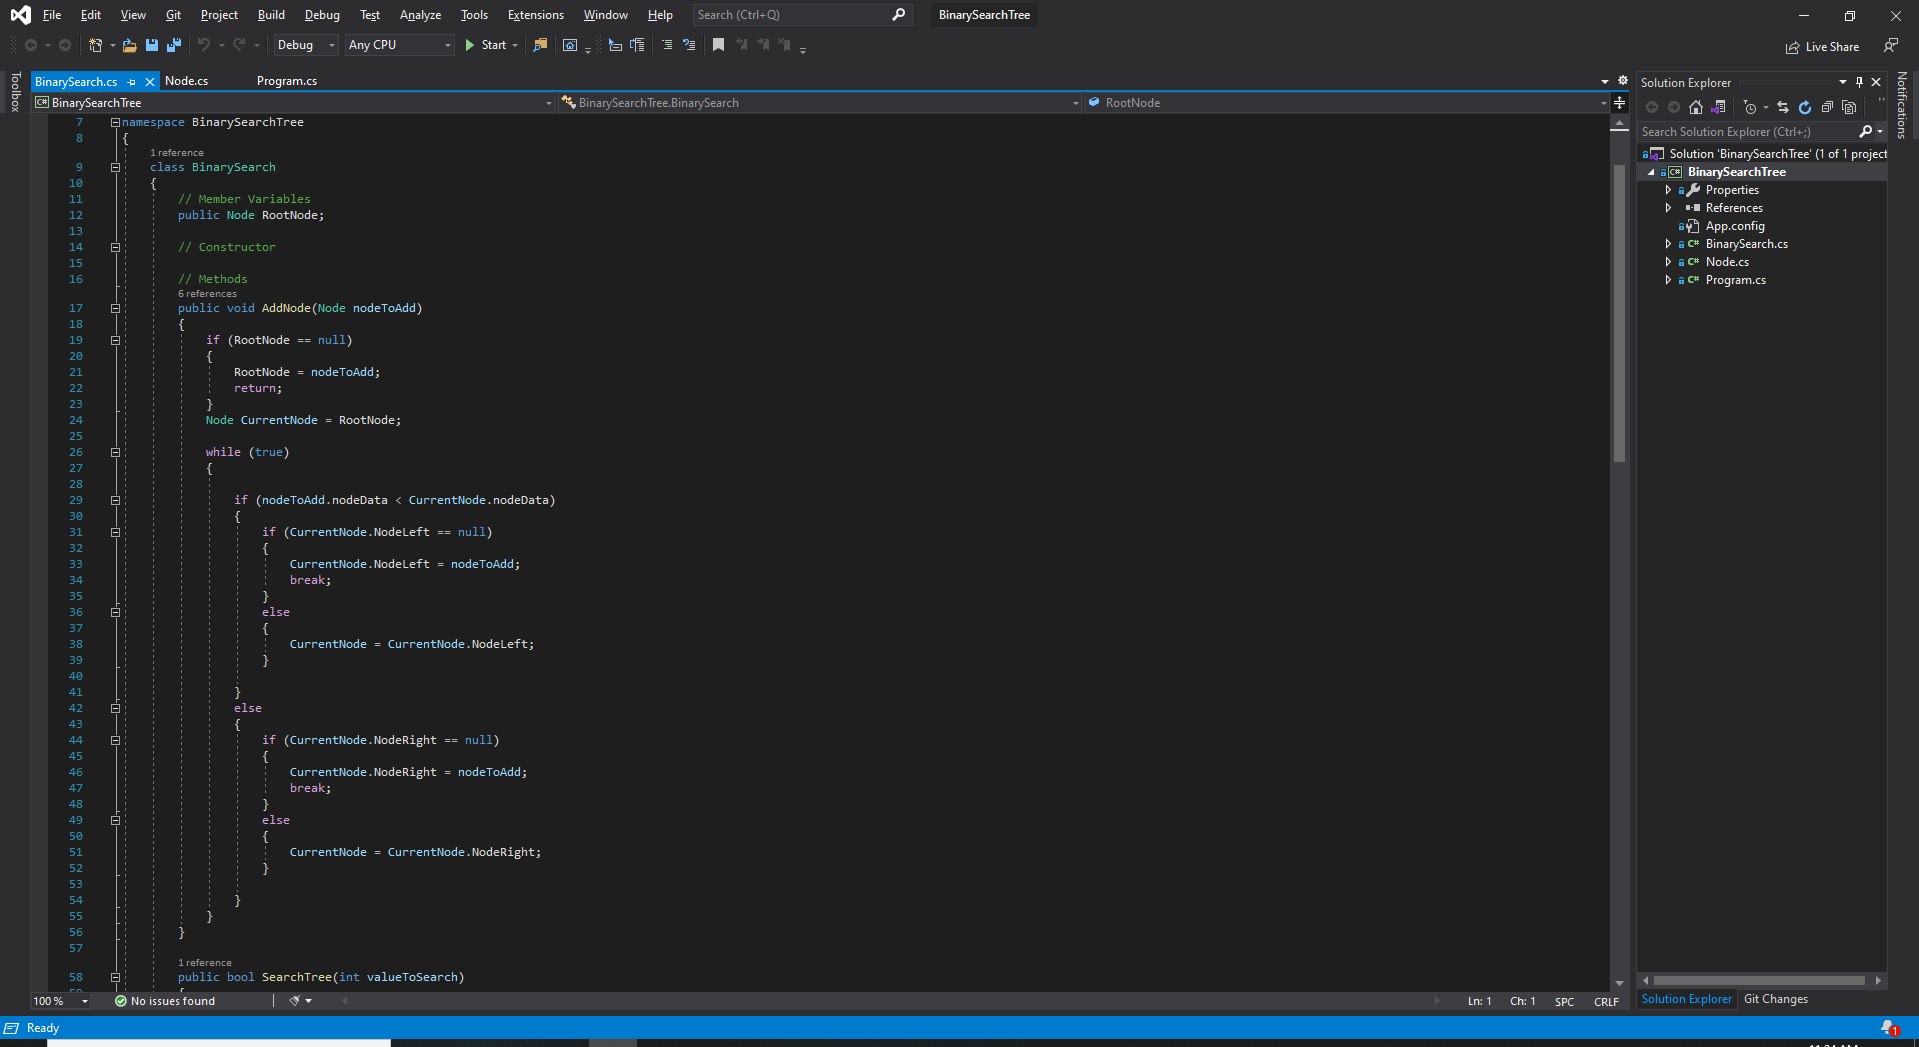 File Edit View Git Project Build Debug Test Analyze Tools Extensions Window Help Search (Ctrl+Q) BinarySearchTree
Debug Any CPU Start Live Share
Toolbox
BinarySearch.cs Node.cs Program.cs
BinarySearchTree BinarySearchTree.BinarySearch RootNode
7 namespace BinarySearchTree
8 {
1 reference
9 class BinarySearch
10 {
11 // Member Variables
12 public Node RootNode;
13
14 // Constructor
15
16 // Methods
6 references
17 public void AddNode(Node nodeToAdd)
18 {
19 if (RootNode == null)
20 {
21 RootNode = nodeToAdd;
22 return;
23 }
24 Node CurrentNode = RootNode;
25
26 while (true)
27 {
28
29 if (nodeToAdd.nodeData < CurrentNode.nodeData)
30 {
31 if (CurrentNode.NodeLeft == null)
32 {
33 CurrentNode.NodeLeft = nodeToAdd;
34 break;
35 }
36 else
37 {
38 CurrentNode = CurrentNode.NodeLeft;
39 }
40
41 }
42 else
43 {
44 if (CurrentNode.NodeRight == null)
45 {
46 CurrentNode.NodeRight = nodeToAdd;
47 break;
48 }
49 else
50 {
51 CurrentNode = CurrentNode.NodeRight;
52 }
53
54 }
55 }
56 }
57
1 reference
58 public bool SearchTree(int valueToSearch)
100 % No issues found Ln: 1 Ch: 1 SPC CRLF
Solution Explorer
Search Solution Explorer (Ctrl+;)
Solution 'BinarySearchTree' (1 of 1 project
C# BinarySearchTree
Properties
References
App.config
C# BinarySearch.cs
C# Node.cs
C# Program.cs
Solution Explorer Git Changes
Notifications
Ready 1